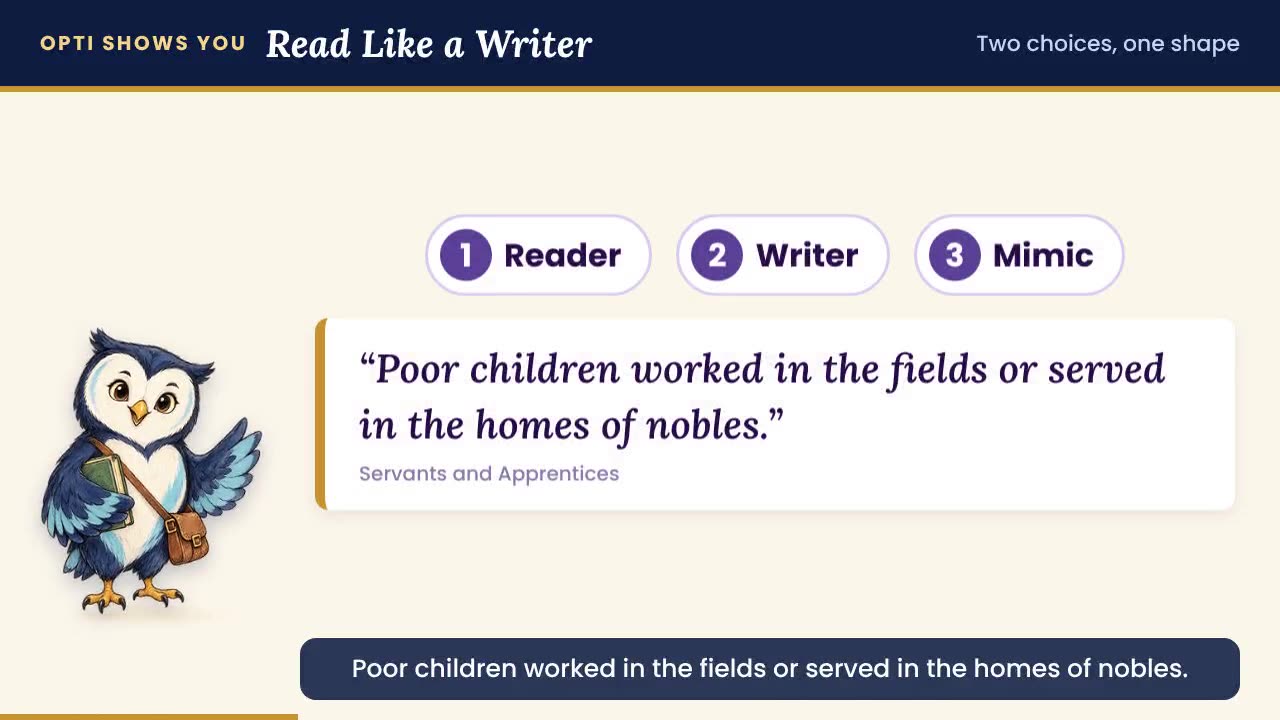 OPTI SHOWS YOU Read Like a Writer
Two choices, one shape
1 Reader
2 Writer
3 Mimic
“Poor children worked in the fields or served
in the homes of nobles.”
Servants and Apprentices
Poor children worked in the fields or served in the homes of nobles.